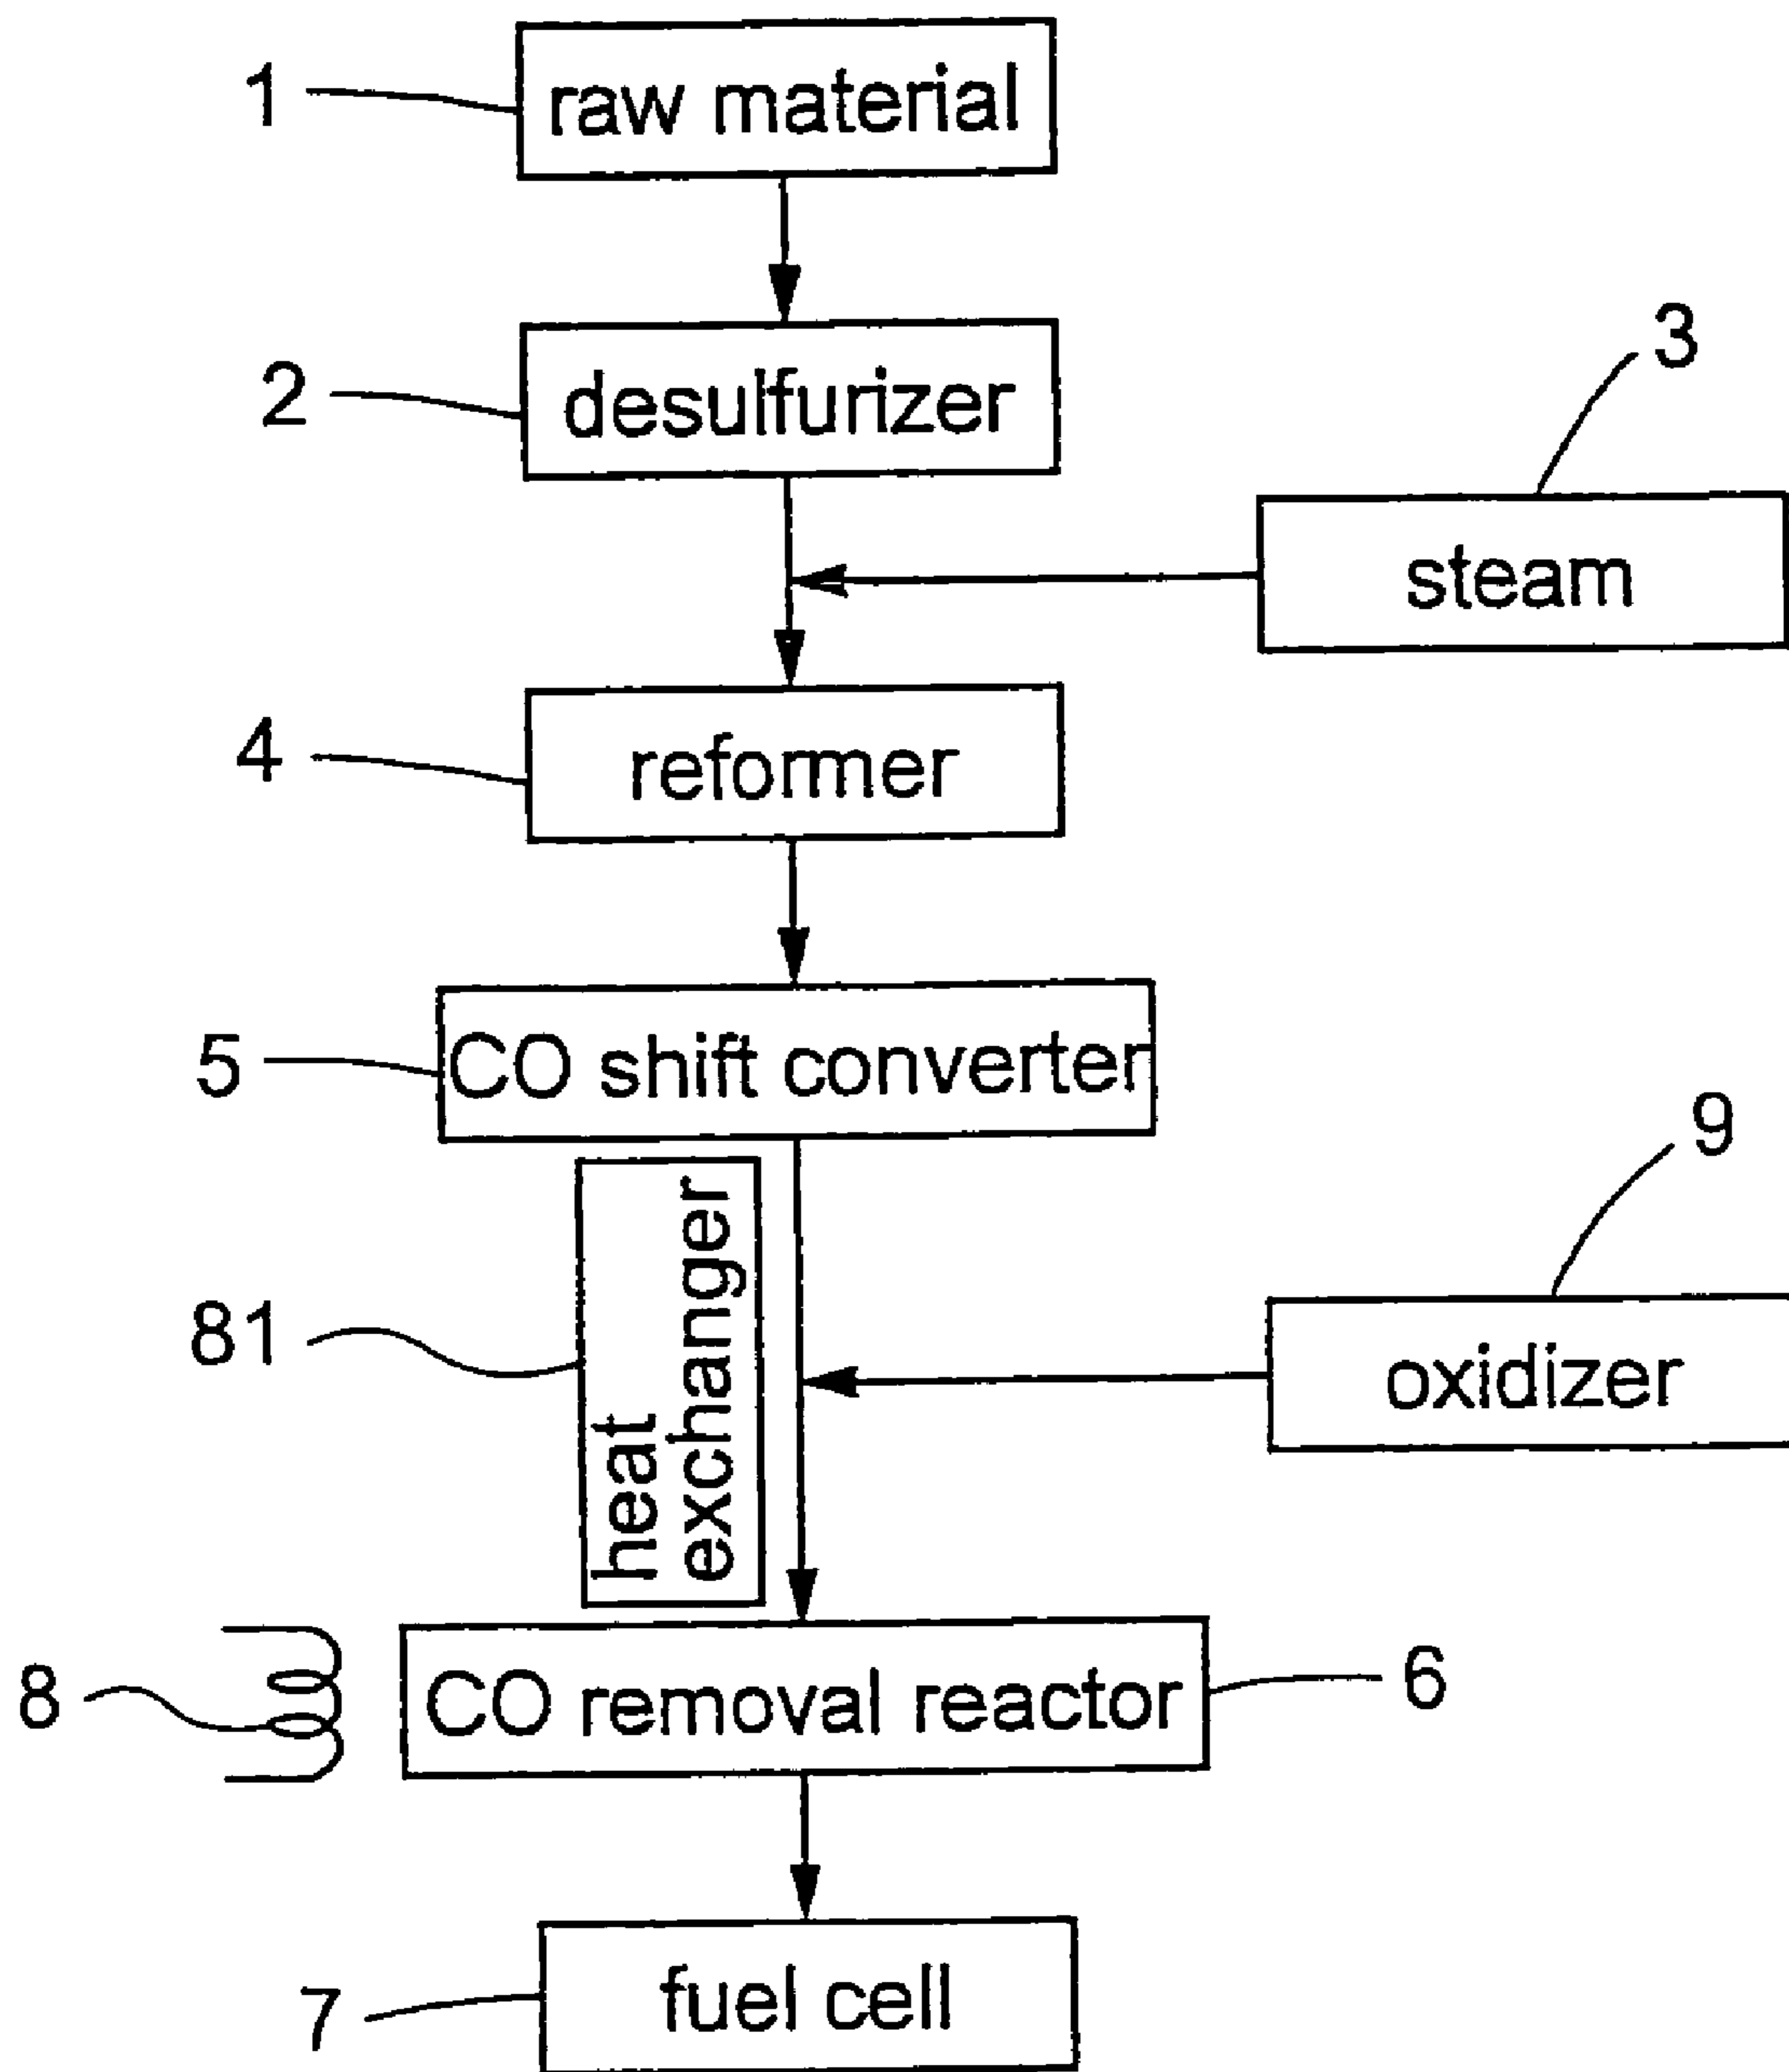 1
raw material
2
desulfurizer
3
steam
4
reformer
5
CO shift converter
9
81
heat
exchanger
oxidizer
8
CO removal reactor
6
7
fuel cell